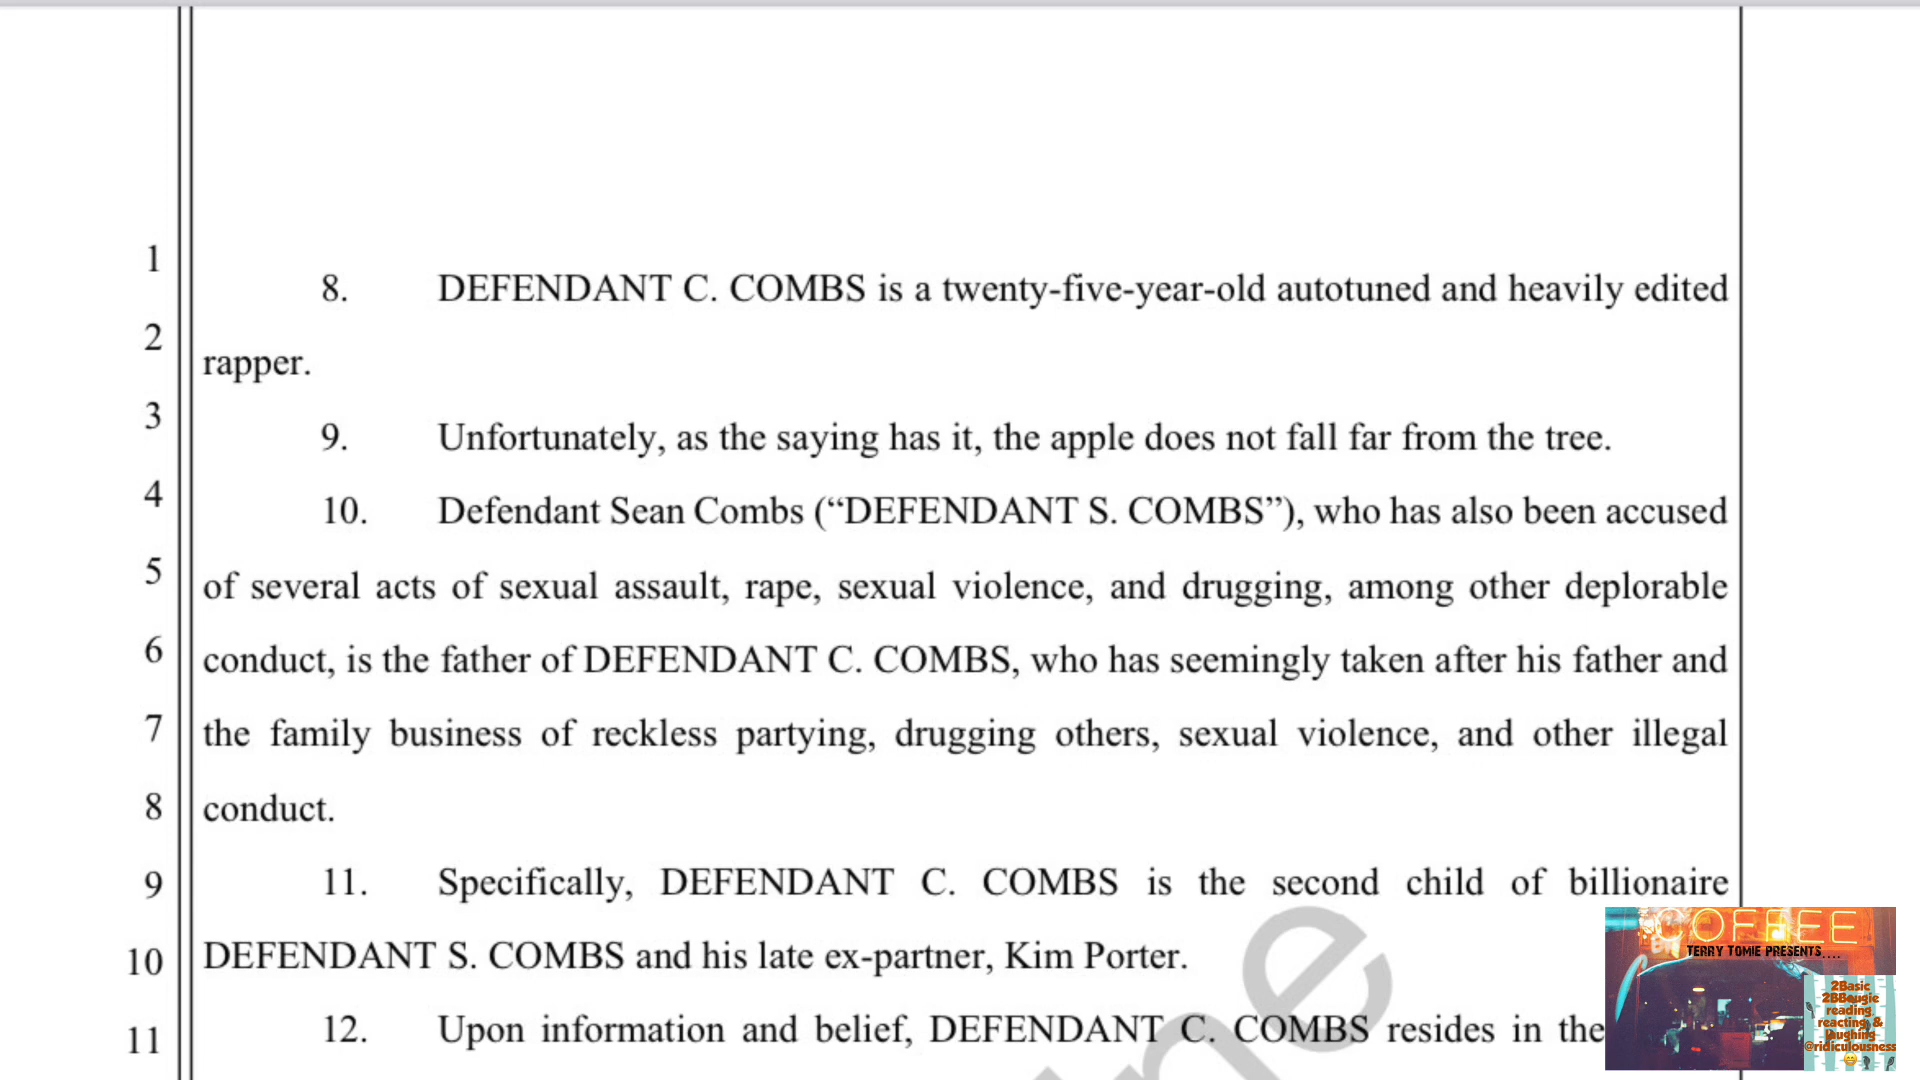 1
8. DEFENDANT C. COMBS is a twenty-five-year-old autotuned and heavily edited
2
rapper.
3
9. Unfortunately, as the saying has it, the apple does not fall far from the tree.
4
10. Defendant Sean Combs (“DEFENDANT S. COMBS”), who has also been accused
5
of several acts of sexual assault, rape, sexual violence, and drugging, among other deplorable
6
conduct, is the father of DEFENDANT C. COMBS, who has seemingly taken after his father and
7
the family business of reckless partying, drugging others, sexual violence, and other illegal
8
conduct.
9
11. Specifically, DEFENDANT C. COMBS is the second child of billionaire
10
DEFENDANT S. COMBS and his late ex-partner, Kim Porter.
11
12. Upon information and belief, DEFENDANT C. COMBS resides in the
ne
COFFEE
TERRY TOMIE PRESENTS....
2Basic
2BBougie
reading
reacting, &
laughing
@ridiculousness